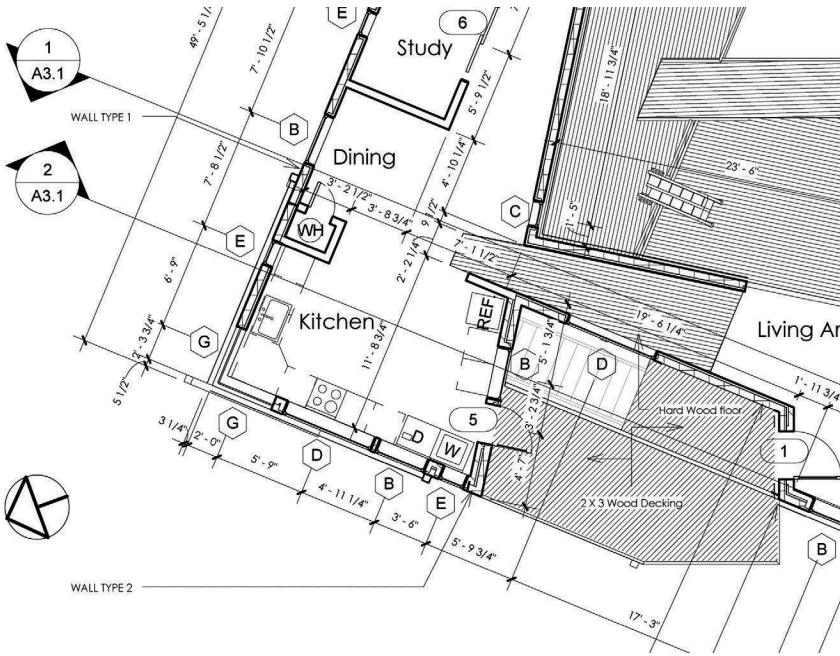 E
6
49' - 5 1/4"
7' - 10 1/2"
Study
1
A3.1
5' - 9 1/2"
18' - 11 3/4"
WALL TYPE 1
B
Dining
4' - 10 1/4"
23' - 6"
2
A3.1
7' - 8 1/2"
3' - 2 1/2"
3' - 8 3/4"
9 1/2"
C
1' - 5"
WH
E
7' - 1 1/2"
2' - 2 1/4"
6' - 9"
Kitchen
REF.
19' - 6 1/4"
Living Ar
G
11' - 8 3/4"
5' - 1 3/4"
2' - 3 3/4"
B
D
1' - 11 3/4"
5 1/2"
3' - 2 3/4"
Hard Wood floor
3 1/4"
2' - 0"
G
5
D
W
1
5' - 9"
D
4' - 7"
4' - 11 1/4"
B
2 X 3 Wood Decking
3' - 6"
E
5' - 9 3/4"
B
WALL TYPE 2
17' - 3"